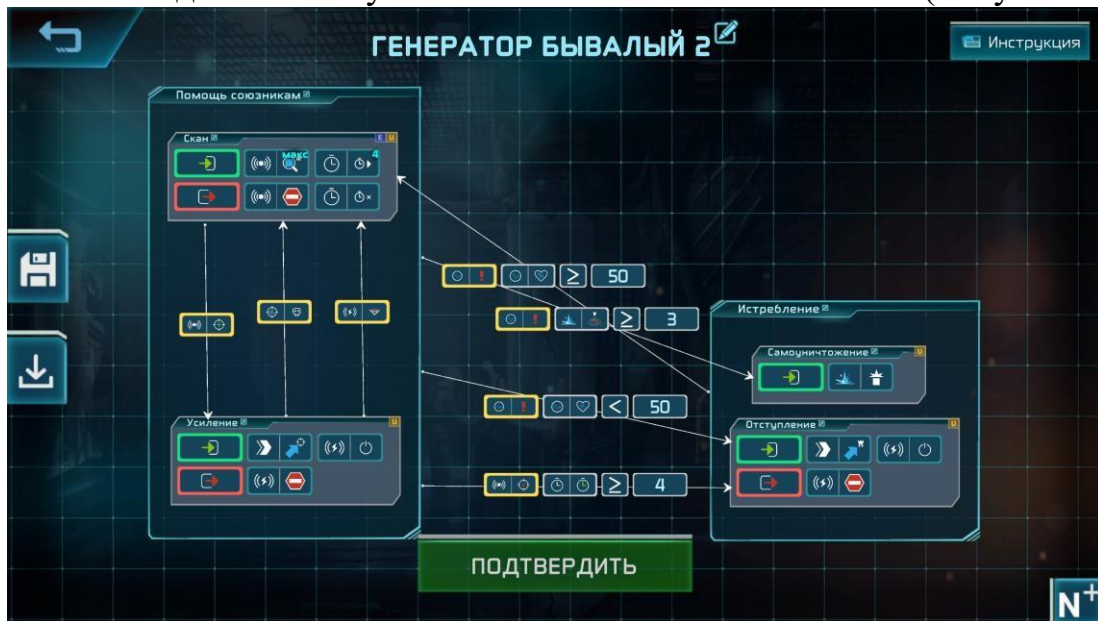 ГЕНЕРАТОР БЫВАЛЫЙ 2
Инструкция
Помощь союзникам
Скан
E U
макс
4
≥ 50
≥ 3
Истребление
Самоуничтожение
U
< 50
Усиление
U
Отступление
U
≥ 4
ПОДТВЕРДИТЬ
N+